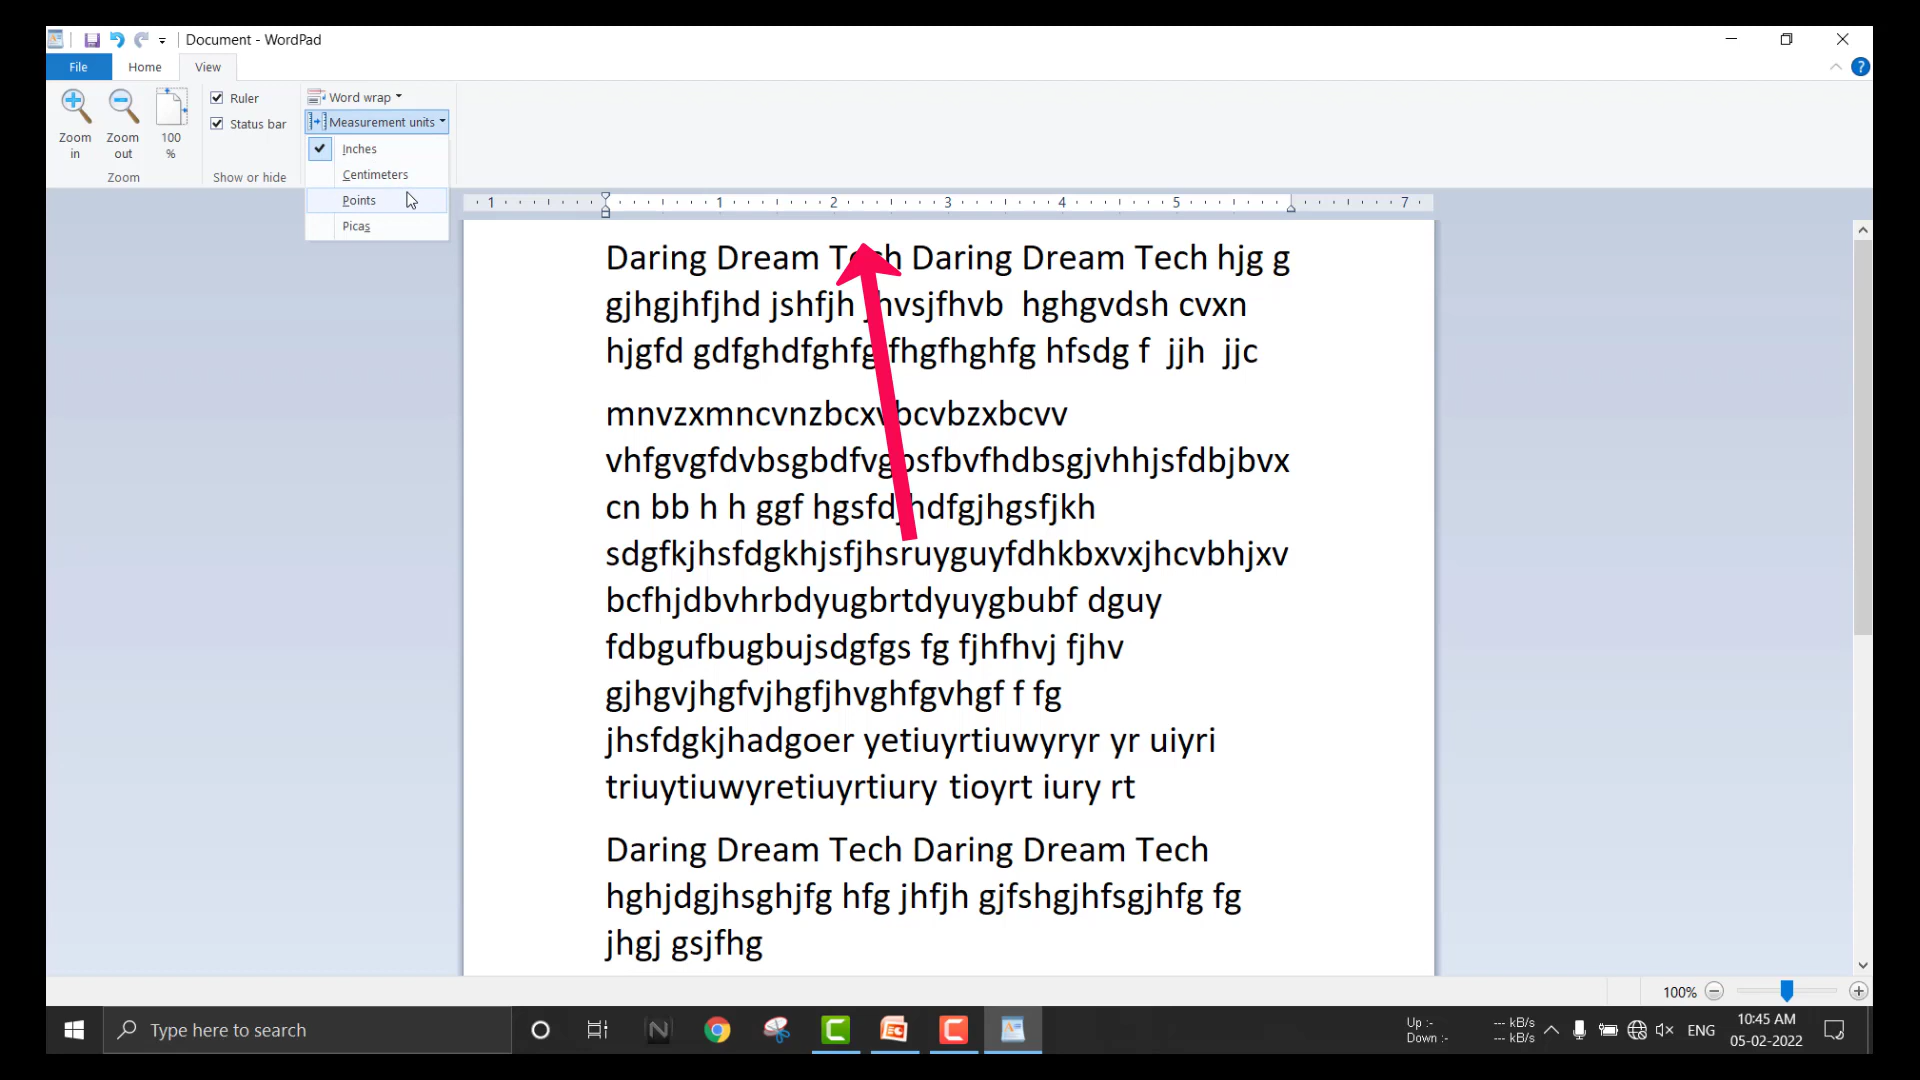 Document - WordPad
File Home View
Zoom in
Zoom out
100 %
Zoom
Ruler
Status bar
Show or hide
Word wrap
Measurement units
Inches
Centimeters
Points
Picas
1 1 2 3 4 5 7
Daring Dream Tech Daring Dream Tech hjg g
gjhgjhfjhd jshfjh jhvsjfhvb hghgvdsh cvxn
hjgfd gdfghdfghfg fhgfhghfg hfsdg f jjh jjc
mnvzxmncvnzbcxvbcvbzxbcvv
cn bb h h ggf hgsfdjhdfgjhgsfjkh
sdgfkjhsfdgkhjsfjhsruyguyfdhkbxvxjhcvbhjxv
bcfhjdbvhrbdyugbrtdyuygbubf dguy
fdbgufbugbujsdgfgs fg fjhfhvj fjhv
gjhgvjhgfvjhgfjhvghfgvhgf f fg
jhsfdgkjhadgoer yetiuyrtiuwyryr yr uiyri
triuytiuwyretiuyrtiury tioyrt iury rt
Daring Dream Tech Daring Dream Tech
hghjdgjhsghjfg hfg jhfjh gjfshgjhfsgjhfg fg
jhgj gsjfhg
100%
Type here to search
Up :- --- kB/s
Down :- --- kB/s
ENG
10:45 AM
05-02-2022